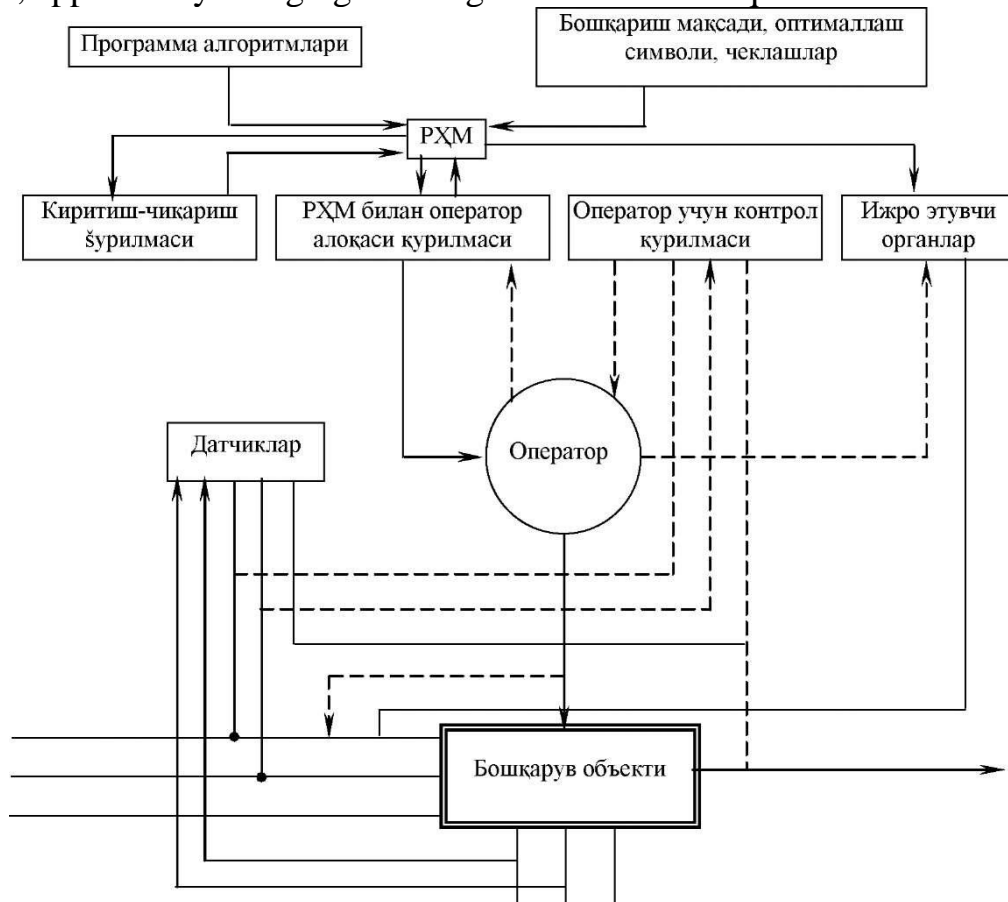 Программа алгоритмлари
Бошқариш мақсади, оптималлаш
символи, чеклашлар
РҲМ
Киритиш-чиқариш
šурилмаси
РҲМ билан оператор
алоқаси қурилмаси
Оператор учун контрол
қурилмаси
Ижро этувчи
органлар
Оператор
Датчиклар
Бошқарув объекти